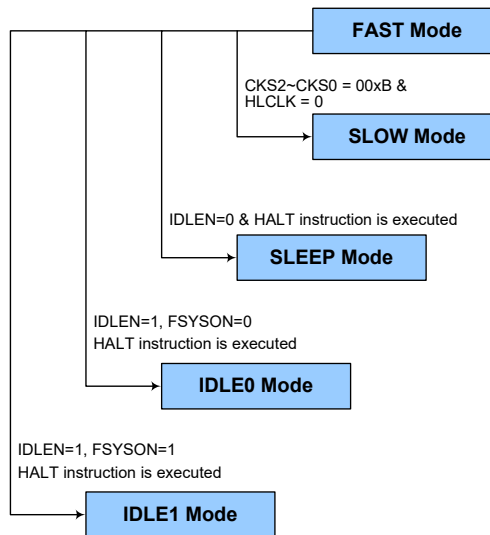 FAST Mode
CKS2~CKS0 = 00xB &
HLCLK = 0
SLOW Mode
IDLEN=0 & HALT instruction is executed
SLEEP Mode
IDLEN=1, FSYSON=0
HALT instruction is executed
IDLE0 Mode
IDLEN=1, FSYSON=1
HALT instruction is executed
IDLE1 Mode